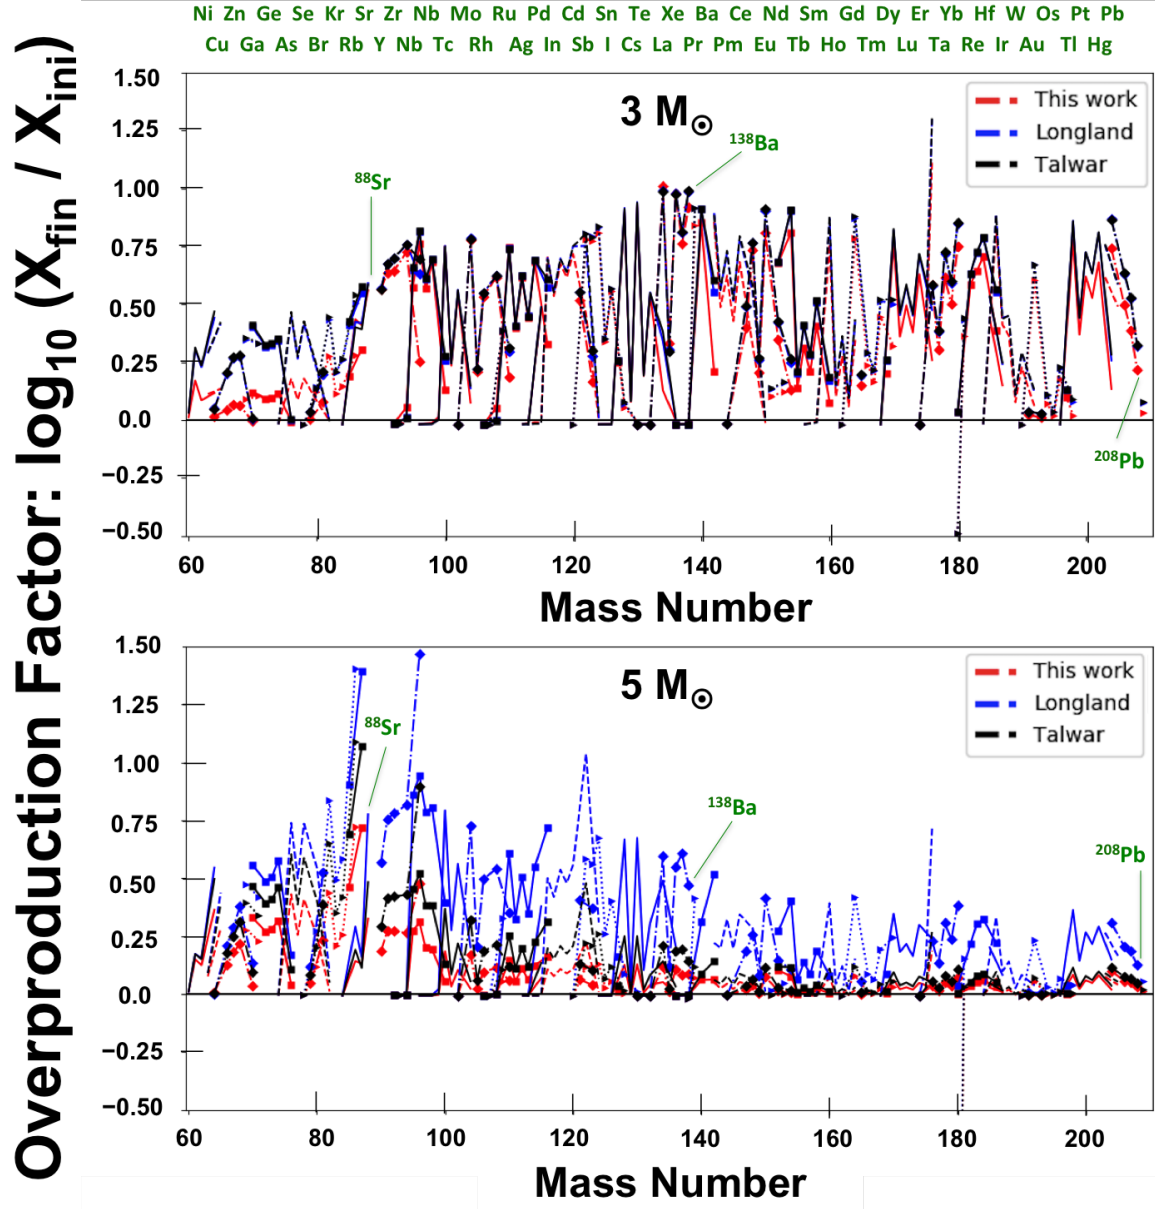 Ni Zn Ge Se Kr Sr Zr Nb Mo Ru Pd Cd Sn Te Xe Ba Ce Nd Sm Gd Dy Er Yb Hf W Os Pt Pb
Cu Ga As Br Rb Y Nb Tc Rh Ag In Sb I Cs La Pr Pm Eu Tb Ho Tm Lu Ta Re Ir Au Tl Hg
Overproduction Factor: log10 (Xfin / Xini)
1.50
1.25
1.00
0.75
0.50
0.25
0.0
−0.25
−0.50
3 M⊙
88Sr
138Ba
208Pb
This work
Longland
Talwar
60 80 100 120 140 160 180 200
Mass Number
1.50
1.25
1.00
0.75
0.50
0.25
0.0
−0.25
−0.50
5 M⊙
88Sr
138Ba
208Pb
This work
Longland
Talwar
60 80 100 120 140 160 180 200
Mass Number